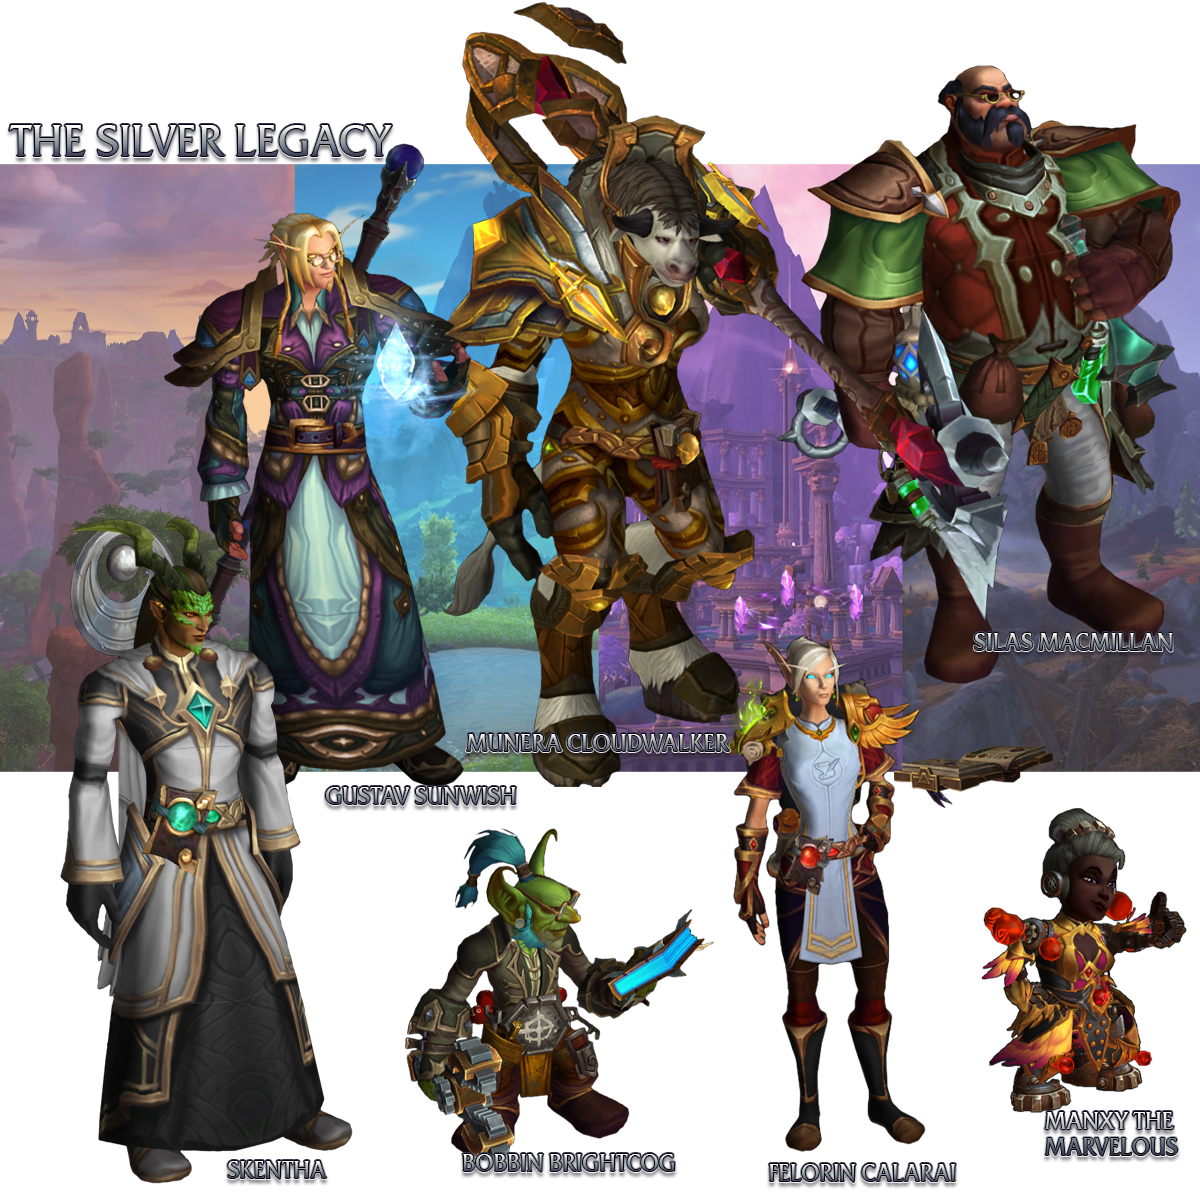 THE SILVER LEGACY
SILAS MACMILLAN
MUNERA CLOUDWALKER
GUSTAV SUNWISH
MANXY THE
MARVELOUS
SKENTHA
BOBBIN BRIGHTCOG
FELORIN CALARAI